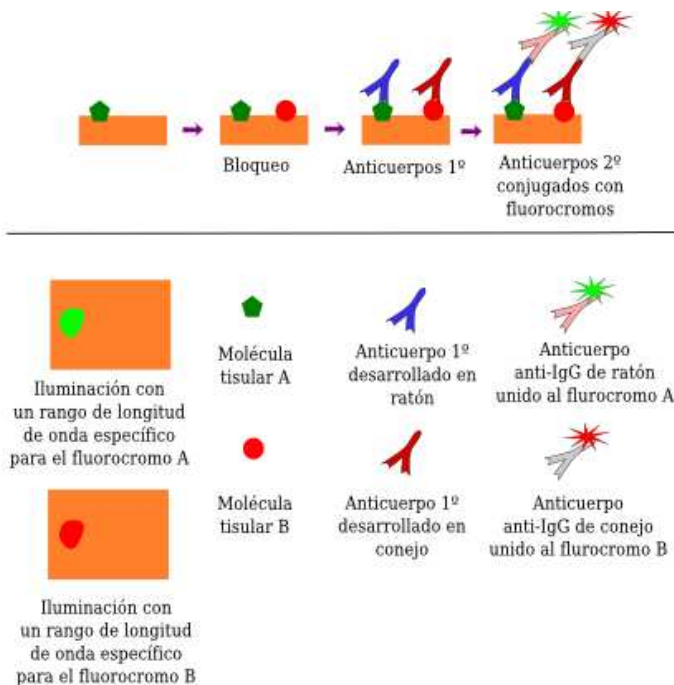 Bloqueo
Anticuerpos 1º
Anticuerpos 2º
conjugados con
fluorocromos
Iluminación con
un rango de longitud
de onda específico
para el fluorocromo A
Molécula
tisular A
Anticuerpo 1º
desarrollado en
ratón
Anticuerpo
anti-IgG de ratón
unido al flurocromo A
Iluminación con
un rango de longitud
de onda específico
para el fluorocromo B
Molécula
tisular B
Anticuerpo 1º
desarrollado en
conejo
Anticuerpo
anti-IgG de conejo
unido al flurocromo B